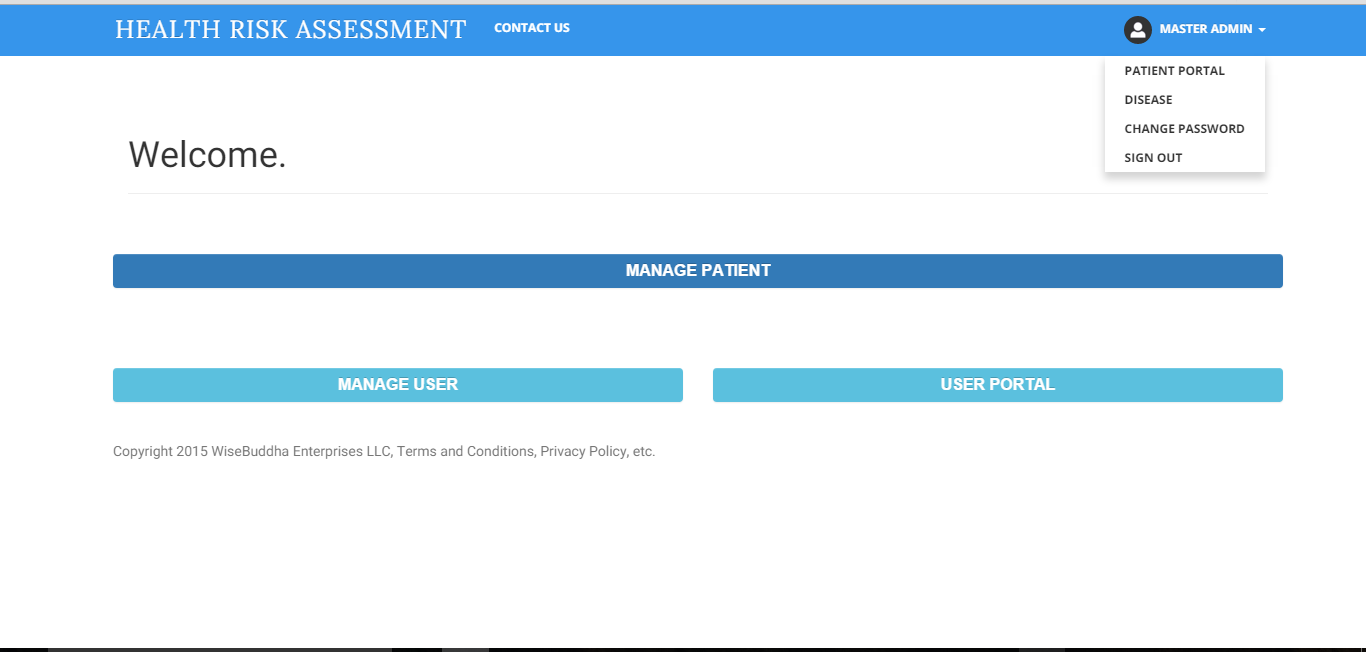 HEALTH RISK ASSESSMENT
CONTACT US
MASTER ADMIN
PATIENT PORTAL
DISEASE
CHANGE PASSWORD
SIGN OUT
Welcome.
MANAGE PATIENT
MANAGE USER
USER PORTAL
Copyright 2015 WiseBuddha Enterprises LLC, Terms and Conditions, Privacy Policy, etc.